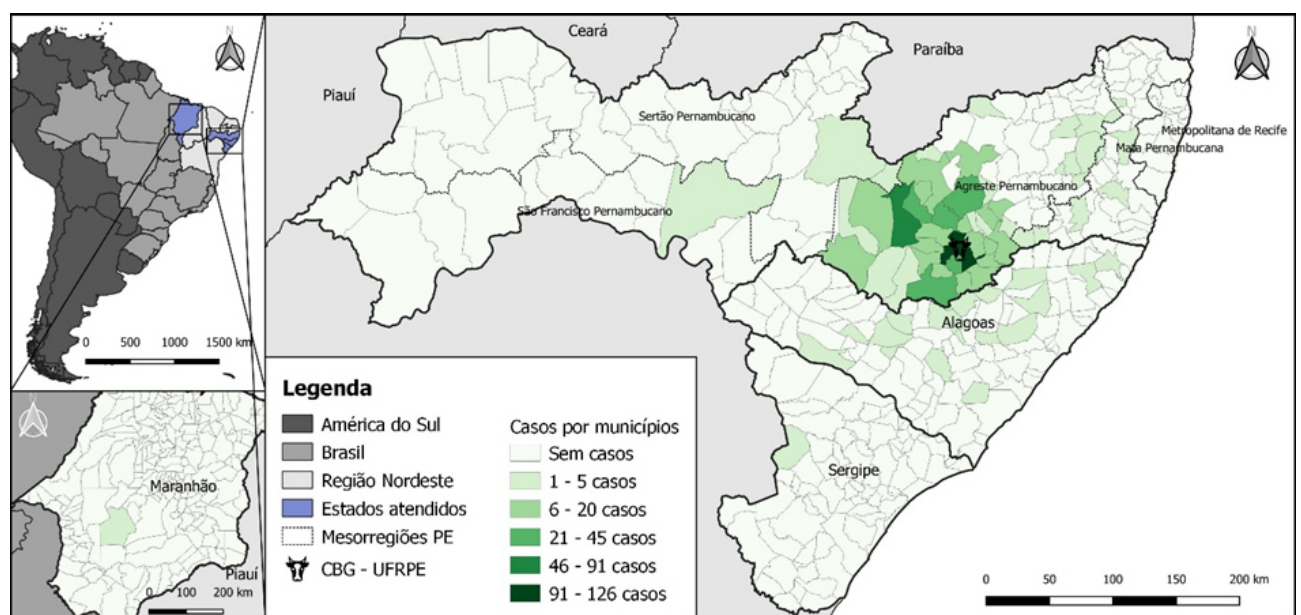 N
0 500 1000 1500 km
N
Maranhão
Piauí
0 100 200 km
Ceará
Paraíba
Piauí
N
Sertão Pernambucano
Metropolitana de Recife
Mata Pernambucana
Agreste Pernambucano
São Francisco Pernambucano
Alagoas
Sergipe
Legenda
América do Sul
Brasil
Região Nordeste
Estados atendidos
Mesorregiões PE
CBG - UFRPE
Casos por municípios
Sem casos
1 - 5 casos
6 - 20 casos
21 - 45 casos
46 - 91 casos
91 - 126 casos
0 50 100 150 200 km